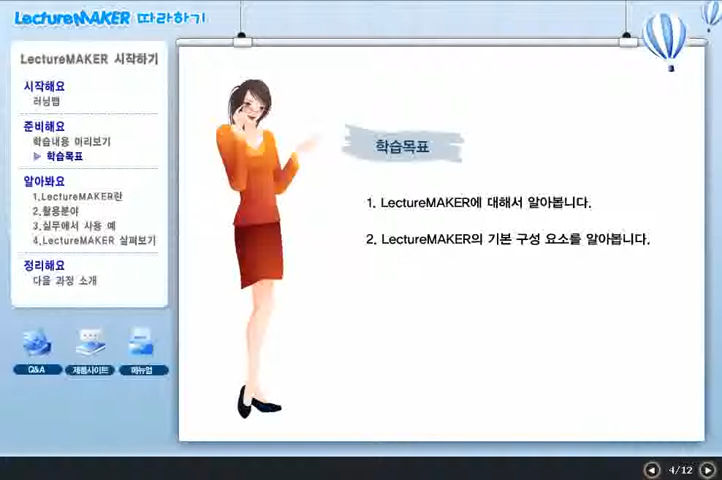 LectureMAKER 따라하기
LectureMAKER 시작하기
시작해요
러닝맵
준비해요
학습내용 미리보기
▶ 학습목표
알아봐요
1.LectureMAKER란
2.활용분야
3.실무에서 사용 예
4.LectureMAKER 살펴보기
정리해요
다음 과정 소개
Q&A
제품사이트
메뉴얼
학습목표
1. LectureMAKER에 대해서 알아봅니다.
2. LectureMAKER의 기본 구성 요소를 알아봅니다.
4/12